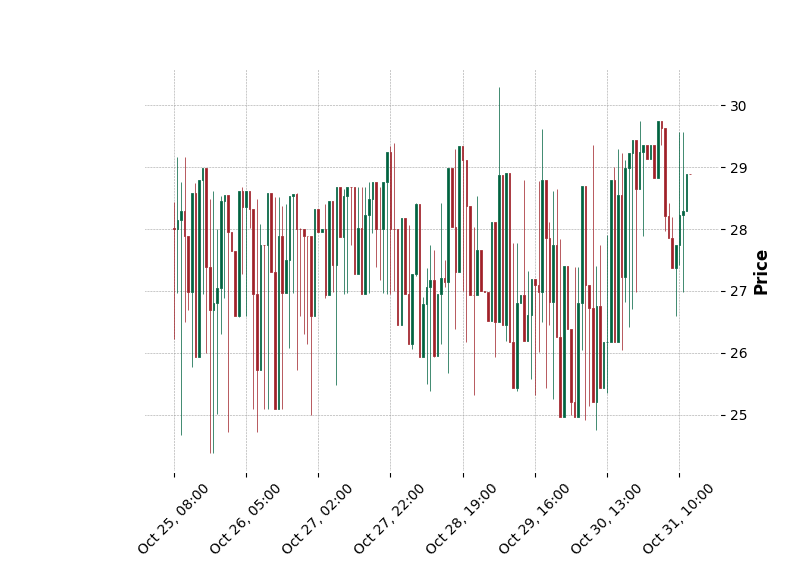 30
29
28
27
26
25
Price
Oct 25, 08:00
Oct 26, 05:00
Oct 27, 02:00
Oct 27, 22:00
Oct 28, 19:00
Oct 29, 16:00
Oct 30, 13:00
Oct 31, 10:00